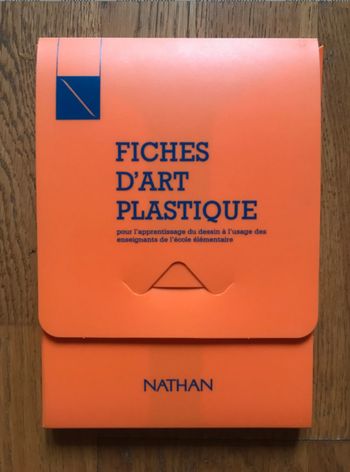 FICHES
D'ART
PLASTIQUE
pour l'apprentissage du dessin à l'usage des
enseignants de l'école élémentaire
NATHAN